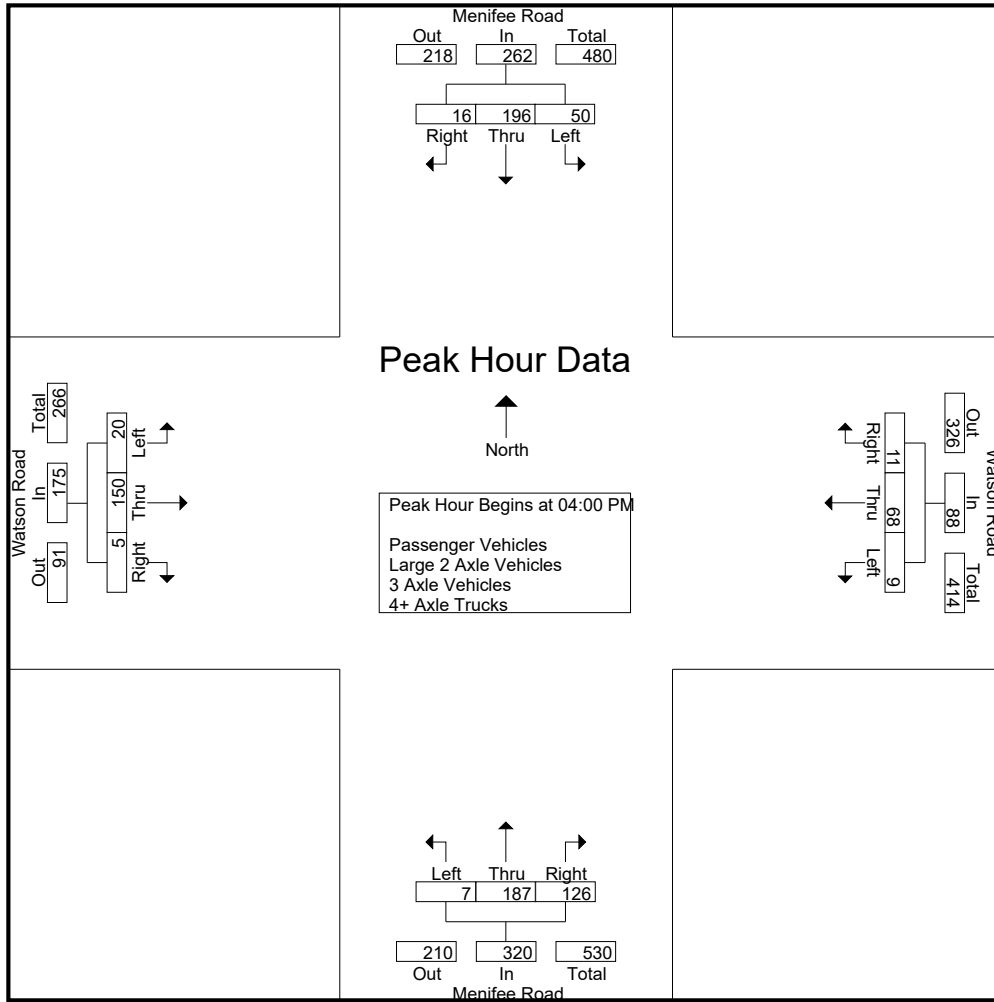 Menifee Road
Out In Total
218 262 480
16 196 50
Right Thru Left
Peak Hour Data
North
Peak Hour Begins at 04:00 PM
Passenger Vehicles
Large 2 Axle Vehicles
3 Axle Vehicles
4+ Axle Trucks
Watson Road
Out In Total
91 175 266
5 150 20
Right Thru Left
Watson Road
Out In Total
326 88 414
11 68 9
Right Thru Left
Left Thru Right
7 187 126
210 320 530
Out In Total
Menifee Road